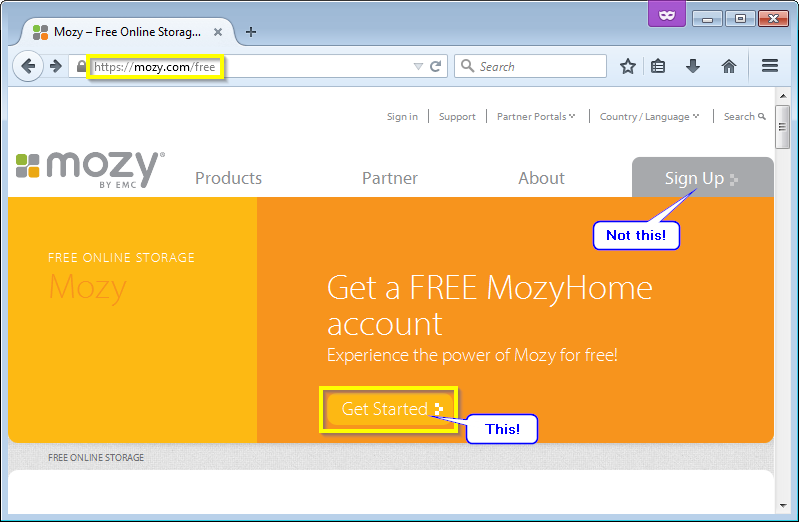 Mozy – Free Online Storag...
https://mozy.com/free
Search
Sign in
Support
Partner Portals
Country / Language
Search
mozy®
BY EMC
Products
Partner
About
Sign Up
Not this!
FREE ONLINE STORAGE
Mozy
Get a FREE MozyHome
account
Experience the power of Mozy for free!
Get Started
This!
FREE ONLINE STORAGE